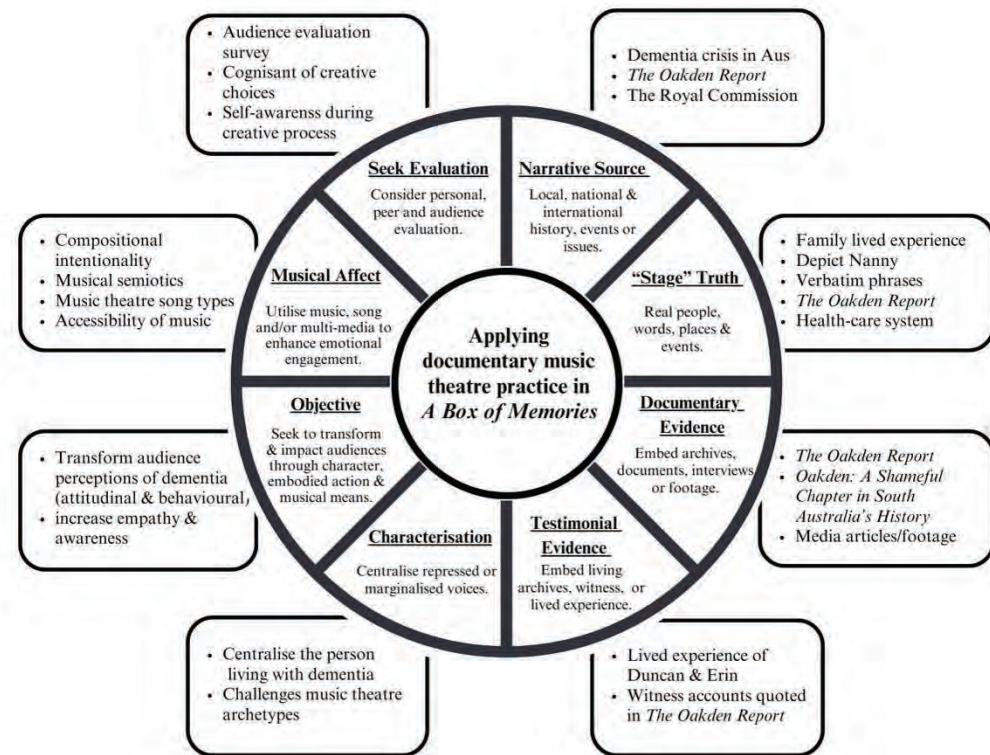 • Audience evaluation
survey
• Cognisant of creative
choices
• Self-awarenss during
creative process
• Dementia crisis in Aus
• The Oakden Report
• The Royal Commission
Seek Evaluation
Consider personal,
peer and audience
evaluation.
Narrative Source
Local, national &
international
history, events or
issues.
• Compositional
intentionality
• Musical semiotics
• Music theatre song types
• Accessibility of music
Musical Affect
Utilise music, song
and/or multi-media to
enhance emotional
engagement.
“Stage” Truth
Real people,
words, places &
events.
• Family lived experience
• Depict Nanny
• Verbatim phrases
• The Oakden Report
• Health-care system
Applying
documentary music
theatre practice in
A Box of Memories
Objective
Seek to transform
& impact audiences
through character,
embodied action &
musical means.
Documentary
Evidence
Embed archives,
documents, interviews
or footage.
• Transform audience
perceptions of dementia
(attitudinal & behavioural)
• increase empathy &
awareness
• The Oakden Report
• Oakden: A Shameful
Chapter in South
Australia’s History
• Media articles/footage
Characterisation
Centralise repressed or
marginalised voices.
Testimonial
Evidence
Embed living
archives, witness, or
lived experience.
• Centralise the person
living with dementia
• Challenges music theatre
archetypes
• Lived experience of
Duncan & Erin
• Witness accounts quoted
in The Oakden Report